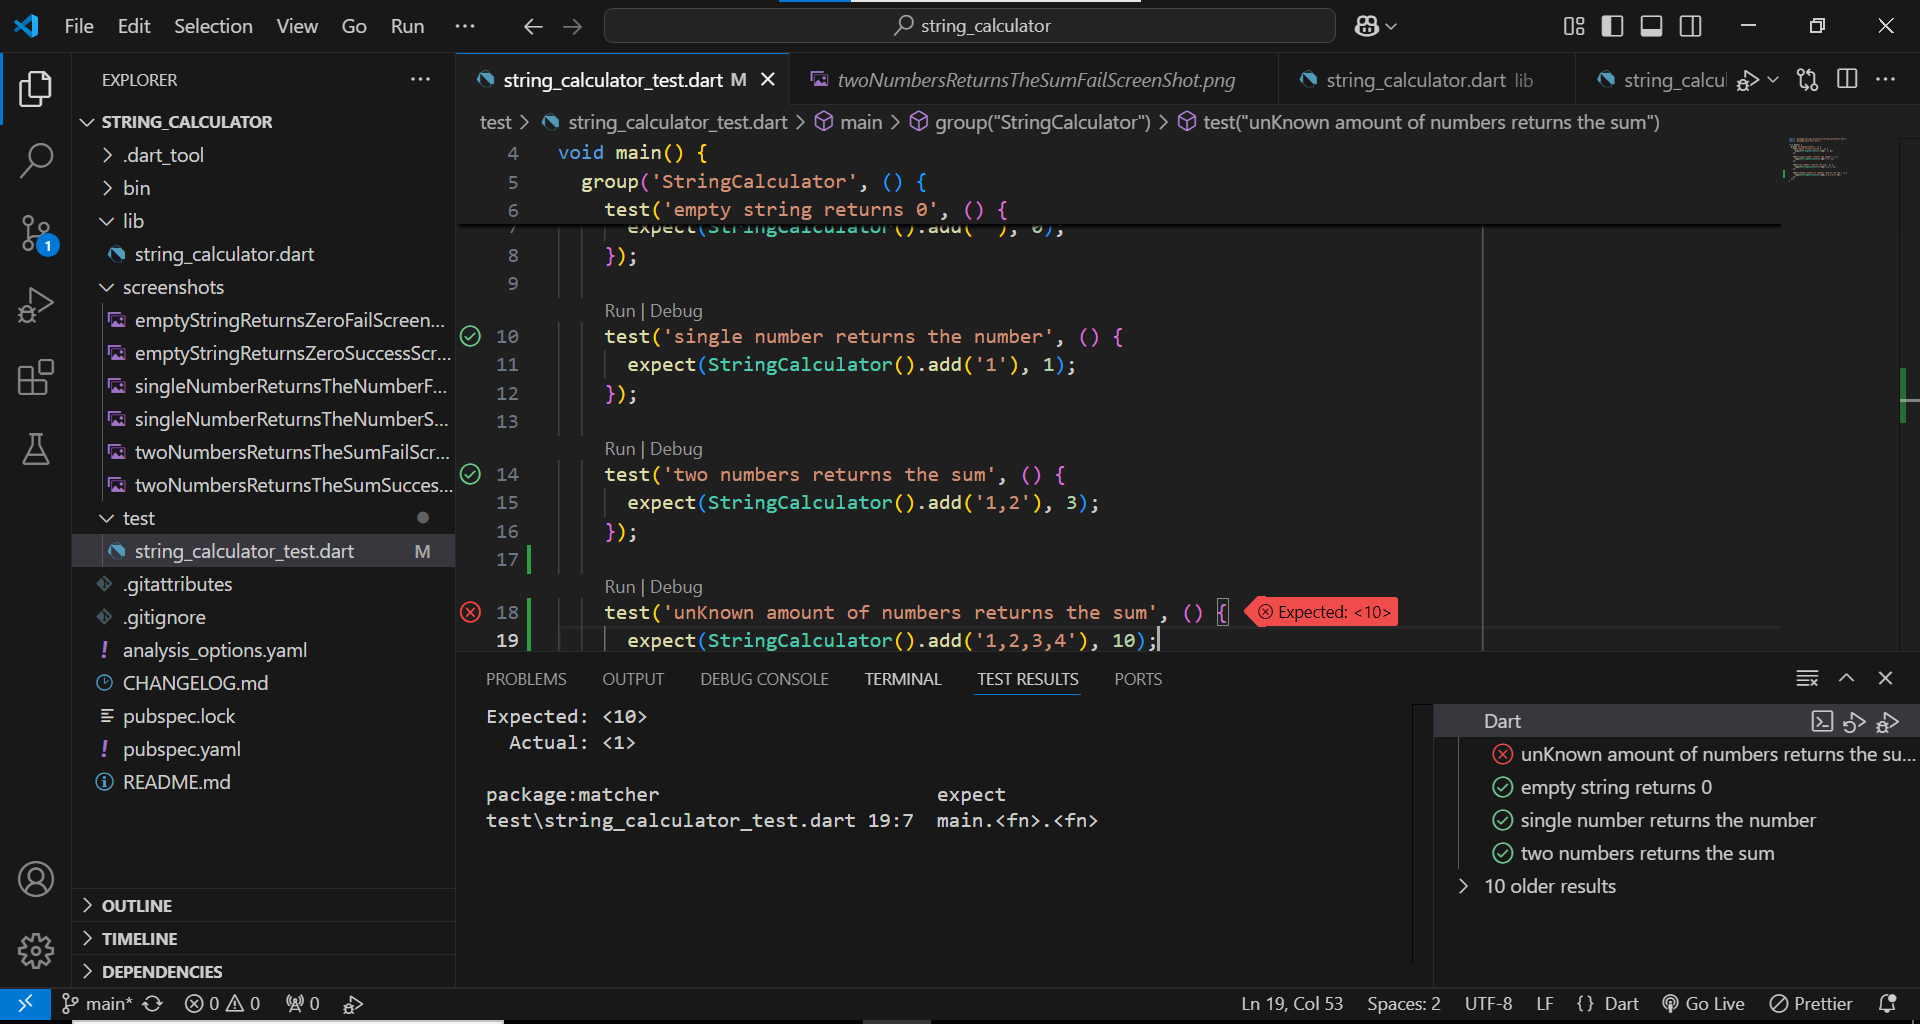 File Edit Selection View Go Run ··· string_calculator
EXPLORER ···
STRING_CALCULATOR
.dart_tool
bin
lib
string_calculator.dart
screenshots
emptyStringReturnsZeroFailScreen...
emptyStringReturnsZeroSuccessScr...
singleNumberReturnsTheNumberF...
singleNumberReturnsTheNumberS...
twoNumbersReturnsTheSumFailScr...
twoNumbersReturnsTheSumSucces...
test
string_calculator_test.dart M
.gitattributes
.gitignore
! analysis_options.yaml
CHANGELOG.md
pubspec.lock
! pubspec.yaml
README.md
OUTLINE
TIMELINE
DEPENDENCIES
1
string_calculator_test.dart M
twoNumbersReturnsTheSumFailScreenShot.png
string_calculator.dart lib
string_calcul
test > string_calculator_test.dart > main > group("StringCalculator") > test("unKnown amount of numbers returns the sum")
4 void main() {
5 group('StringCalculator', () {
6 test('empty string returns 0', () {
7 expect(StringCalculator().add(''), 0);
8 });
9
Run | Debug
10 test('single number returns the number', () {
11 expect(StringCalculator().add('1'), 1);
12 });
13
Run | Debug
14 test('two numbers returns the sum', () {
15 expect(StringCalculator().add('1,2'), 3);
16 });
17
Run | Debug
18 test('unKnown amount of numbers returns the sum', () { Expected: <10>
19 expect(StringCalculator().add('1,2,3,4'), 10);
PROBLEMS OUTPUT DEBUG CONSOLE TERMINAL TEST RESULTS PORTS
Expected: <10>
Actual: <1>
package:matcher expect
test\string_calculator_test.dart 19:7 main.<fn>.<fn>
Dart
unKnown amount of numbers returns the su...
empty string returns 0
single number returns the number
two numbers returns the sum
10 older results
main* 0 0 0 Ln 19, Col 53 Spaces: 2 UTF-8 LF {} Dart Go Live Prettier